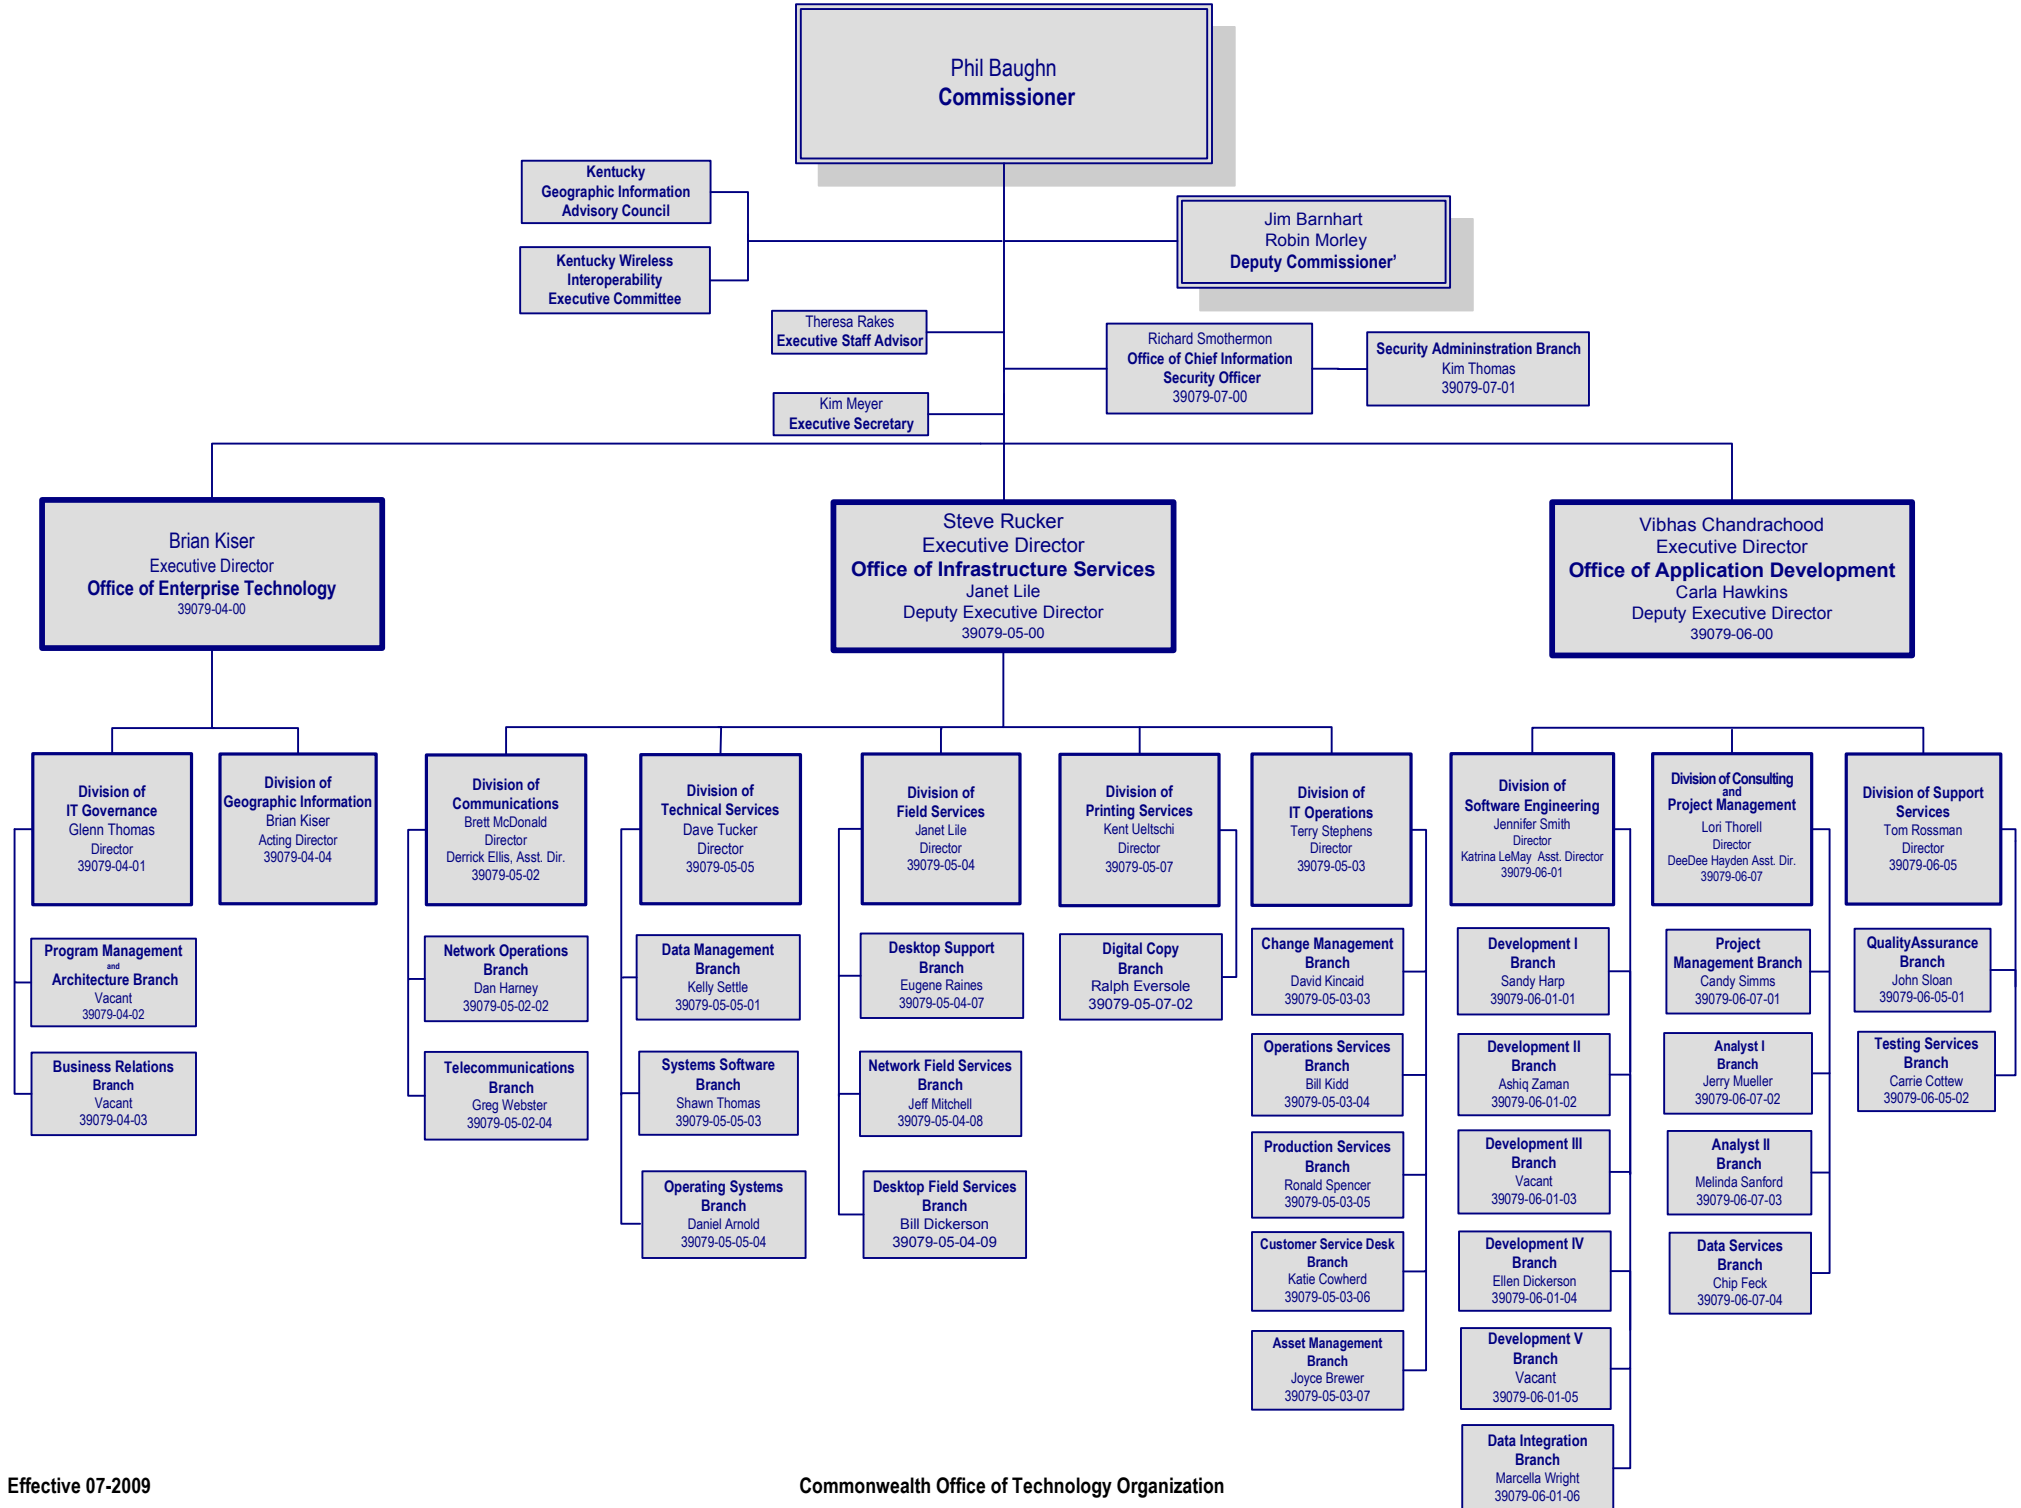 Phil Baughn
Commissioner
Kentucky
Geographic Information
Advisory Council
Kentucky Wireless
Interoperability
Executive Committee
Jim Barnhart
Robin Morley
Deputy Commissioner’
Theresa Rakes
Executive Staff Advisor
Richard Smothermon
Office of Chief Information
Security Officer
39079-07-00
Security Admininstration Branch
Kim Thomas
39079-07-01
Kim Meyer
Executive Secretary
Brian Kiser
Executive Director
Office of Enterprise Technology
39079-04-00
Steve Rucker
Executive Director
Office of Infrastructure Services
Janet Lile
Deputy Executive Director
39079-05-00
Vibhas Chandrachood
Executive Director
Office of Application Development
Carla Hawkins
Deputy Executive Director
39079-06-00
Division of
IT Governance
Glenn Thomas
Director
39079-04-01
Division of
Geographic Information
Brian Kiser
Acting Director
39079-04-04
Division of
Communications
Brett McDonald
Director
Derrick Ellis, Asst. Dir.
39079-05-02
Division of
Technical Services
Dave Tucker
Director
39079-05-05
Division of
Field Services
Janet Lile
Director
39079-05-04
Division of
Printing Services
Kent Ueltschi
Director
39079-05-07
Division of
IT Operations
Terry Stephens
Director
39079-05-03
Division of
Software Engineering
Jennifer Smith
Director
Katrina LeMay Asst. Director
39079-06-01
Division of Consulting
and
Project Management
Lori Thorell
Director
DeeDee Hayden Asst. Dir.
39079-06-07
Division of Support
Services
Tom Rossman
Director
39079-06-05
Program Management
and
Architecture Branch
Vacant
39079-04-02
Business Relations
Branch
Vacant
39079-04-03
Network Operations
Branch
Dan Harney
39079-05-02-02
Telecommunications
Branch
Greg Webster
39079-05-02-04
Data Management
Branch
Kelly Settle
39079-05-05-01
Systems Software
Branch
Shawn Thomas
39079-05-05-03
Operating Systems
Branch
Daniel Arnold
39079-05-05-04
Desktop Support
Branch
Eugene Raines
39079-05-04-07
Network Field Services
Branch
Jeff Mitchell
39079-05-04-08
Desktop Field Services
Branch
Bill Dickerson
39079-05-04-09
Digital Copy
Branch
Ralph Eversole
39079-05-07-02
Change Management
Branch
David Kincaid
39079-05-03-03
Operations Services
Branch
Bill Kidd
39079-05-03-04
Production Services
Branch
Ronald Spencer
39079-05-03-05
Customer Service Desk
Branch
Katie Cowherd
39079-05-03-06
Asset Management
Branch
Joyce Brewer
39079-05-03-07
Development I
Branch
Sandy Harp
39079-06-01-01
Development II
Branch
Ashiq Zaman
39079-06-01-02
Development III
Branch
Vacant
39079-06-01-03
Development IV
Branch
Ellen Dickerson
39079-06-01-04
Development V
Branch
Vacant
39079-06-01-05
Data Integration
Branch
Marcella Wright
39079-06-01-06
Project
Management Branch
Candy Simms
39079-06-07-01
Analyst I
Branch
Jerry Mueller
39079-06-07-02
Analyst II
Branch
Melinda Sanford
39079-06-07-03
Data Services
Branch
Chip Feck
39079-06-07-04
QualityAssurance
Branch
John Sloan
39079-06-05-01
Testing Services
Branch
Carrie Cottew
39079-06-05-02
Effective 07-2009
Commonwealth Office of Technology Organization